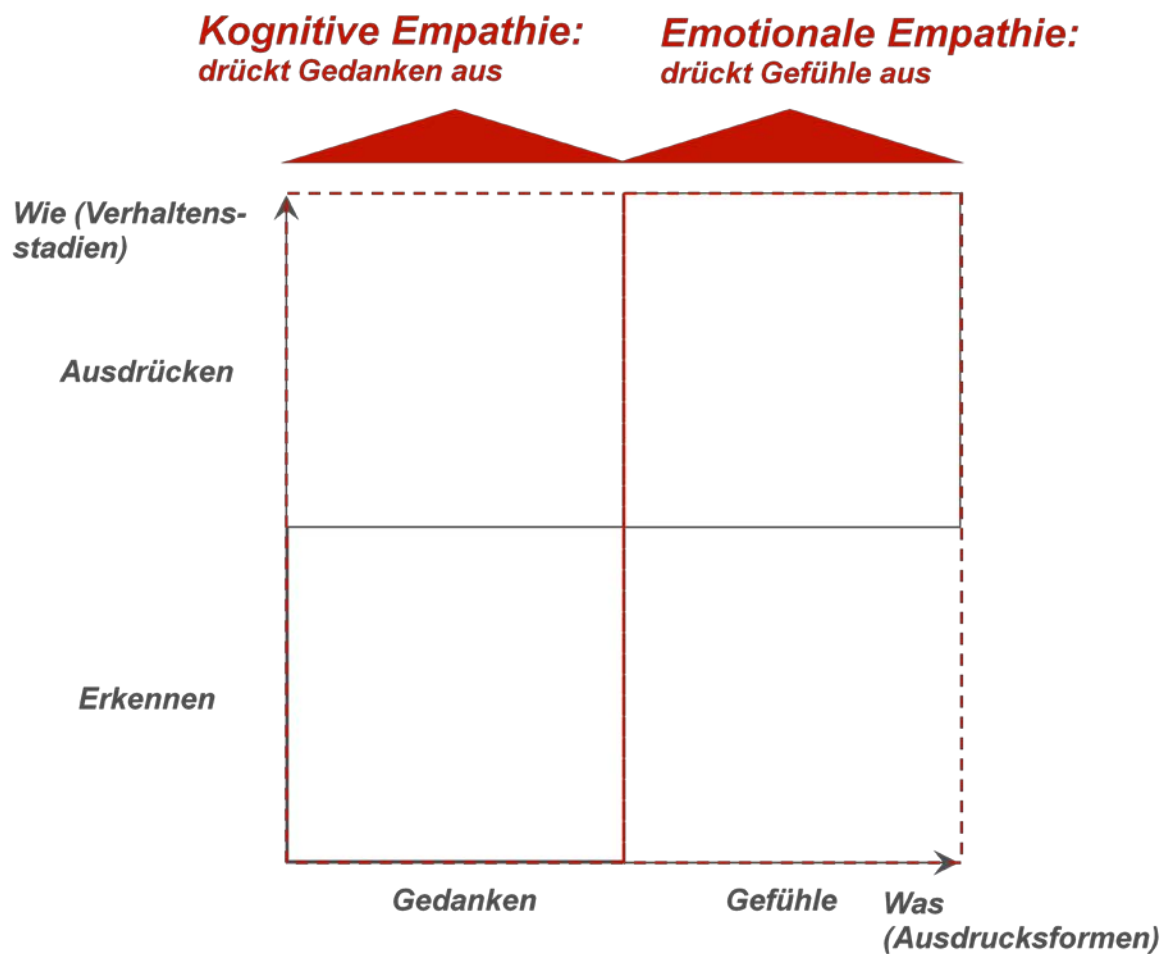 Kognitive Empathie:
drückt Gedanken aus
Emotionale Empathie:
drückt Gefühle aus
Wie (Verhaltens-
stadien)
Ausdrücken
Erkennen
Gedanken
Gefühle
Was
(Ausdrucksformen)